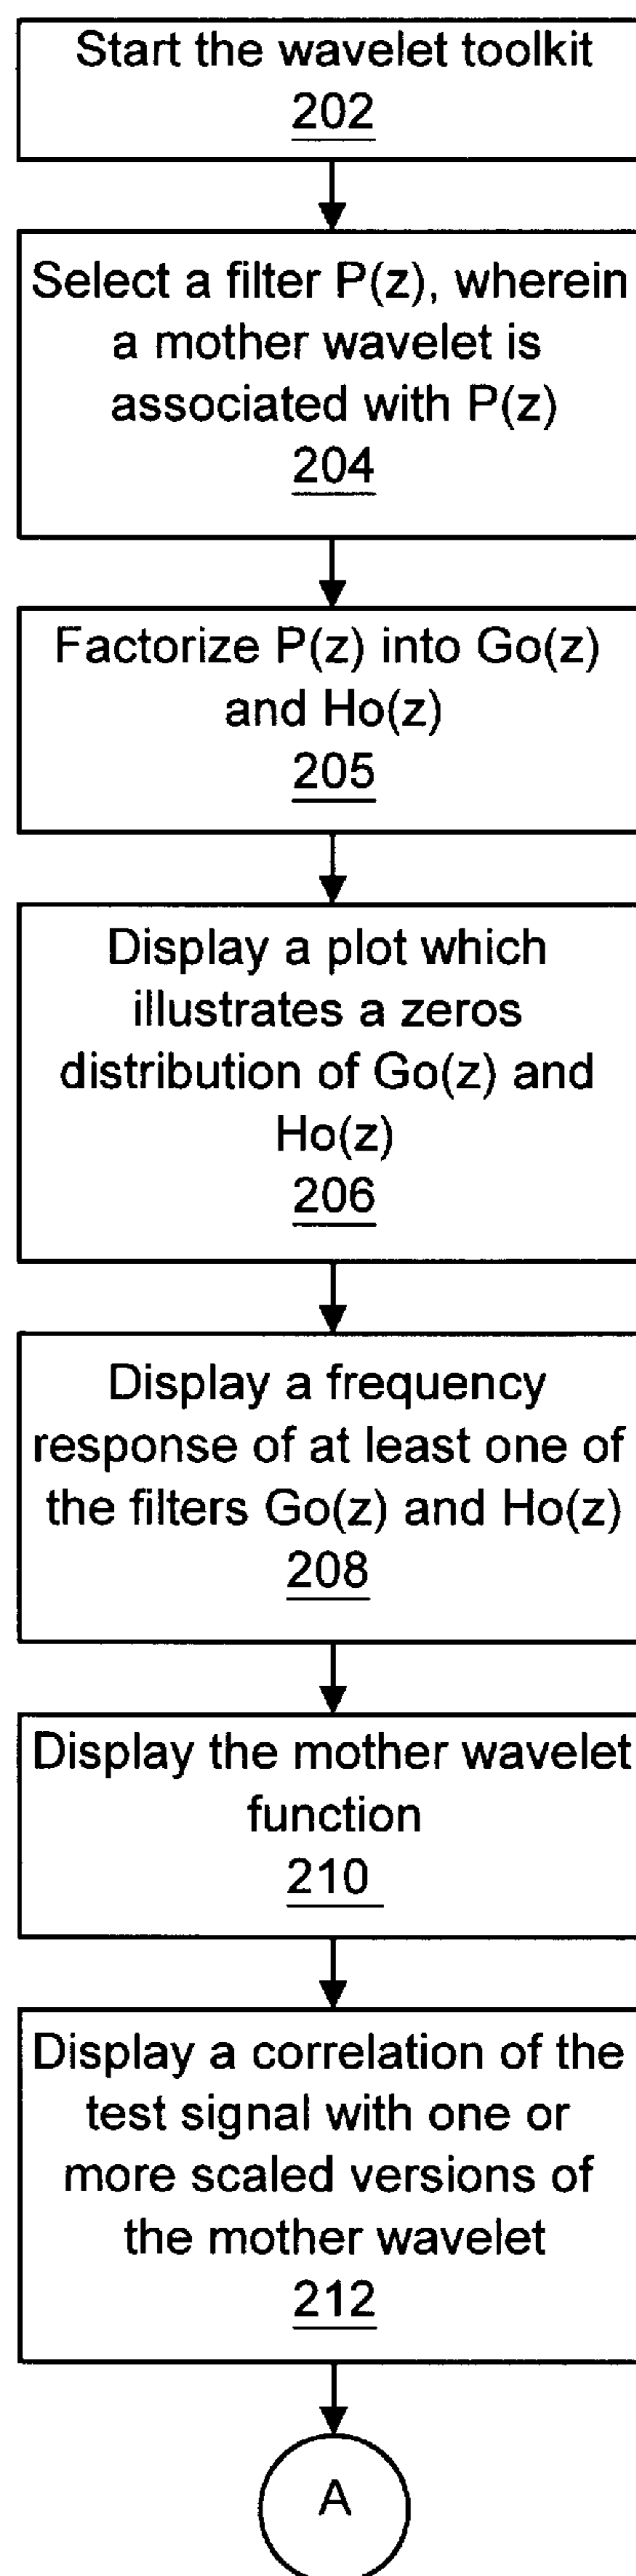 Start the wavelet toolkit
202
Select a filter P(z), wherein
a mother wavelet is
associated with P(z)
204
Factorize P(z) into Go(z)
and Ho(z)
205
Display a plot which
illustrates a zeros
distribution of Go(z) and
Ho(z)
206
Display a frequency
response of at least one of
the filters Go(z) and Ho(z)
208
Display the mother wavelet
function
210
Display a correlation of the
test signal with one or
more scaled versions of
the mother wavelet
212
A